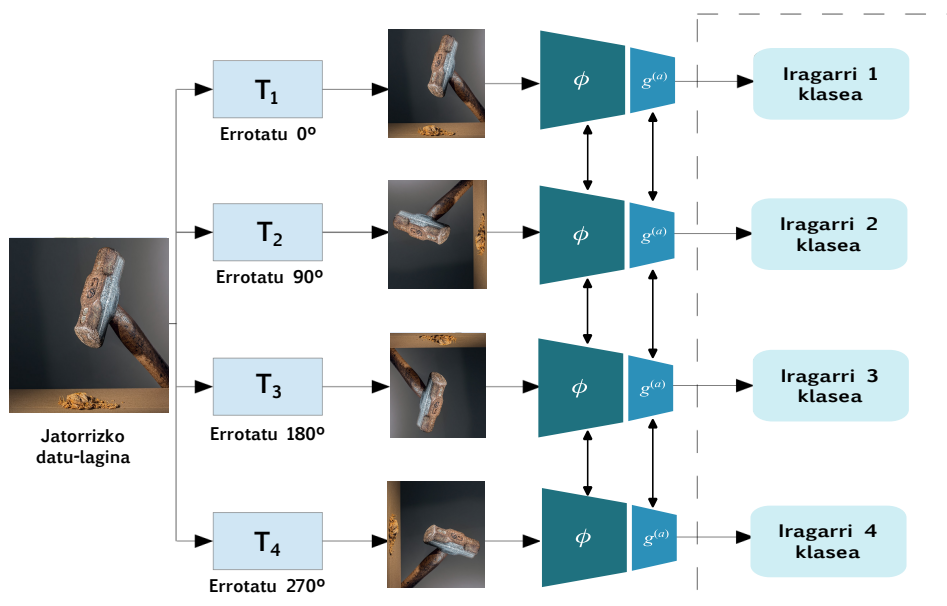 T₁
Errotatu 0º
ϕ
g⁽ᵃ⁾
Iragarri 1
klasea
T₂
Errotatu 90º
ϕ
g⁽ᵃ⁾
Iragarri 2
klasea
Jatorrizko
datu-lagina
T₃
Errotatu 180º
ϕ
g⁽ᵃ⁾
Iragarri 3
klasea
T₄
Errotatu 270º
ϕ
g⁽ᵃ⁾
Iragarri 4
klasea